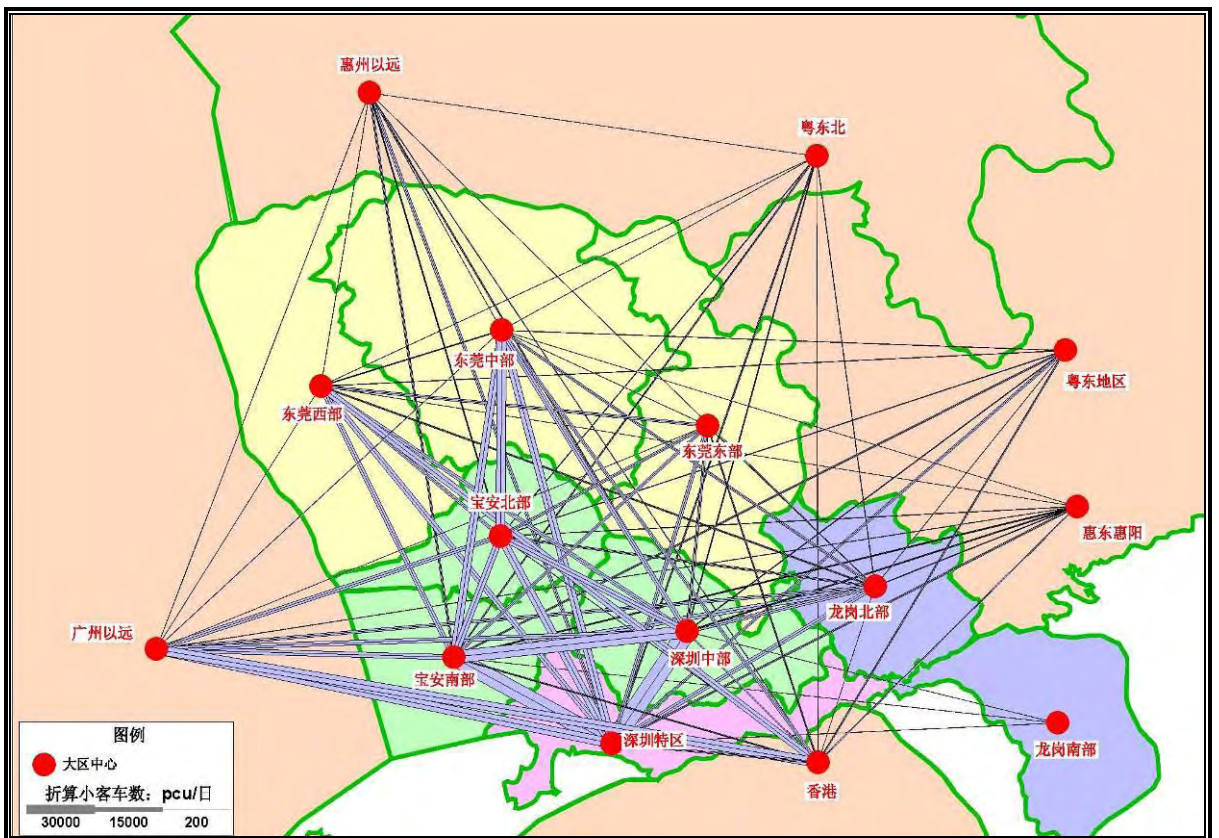 惠州以远
粤东北
粤东地区
东莞中部
东莞西部
东莞东部
宝安北部
惠东惠阳
龙岗北部
广州以远
深圳中部
宝安南部
深圳特区
龙岗南部
香港
图例
大区中心
折算小客车数：pcu/日
30000 15000 200